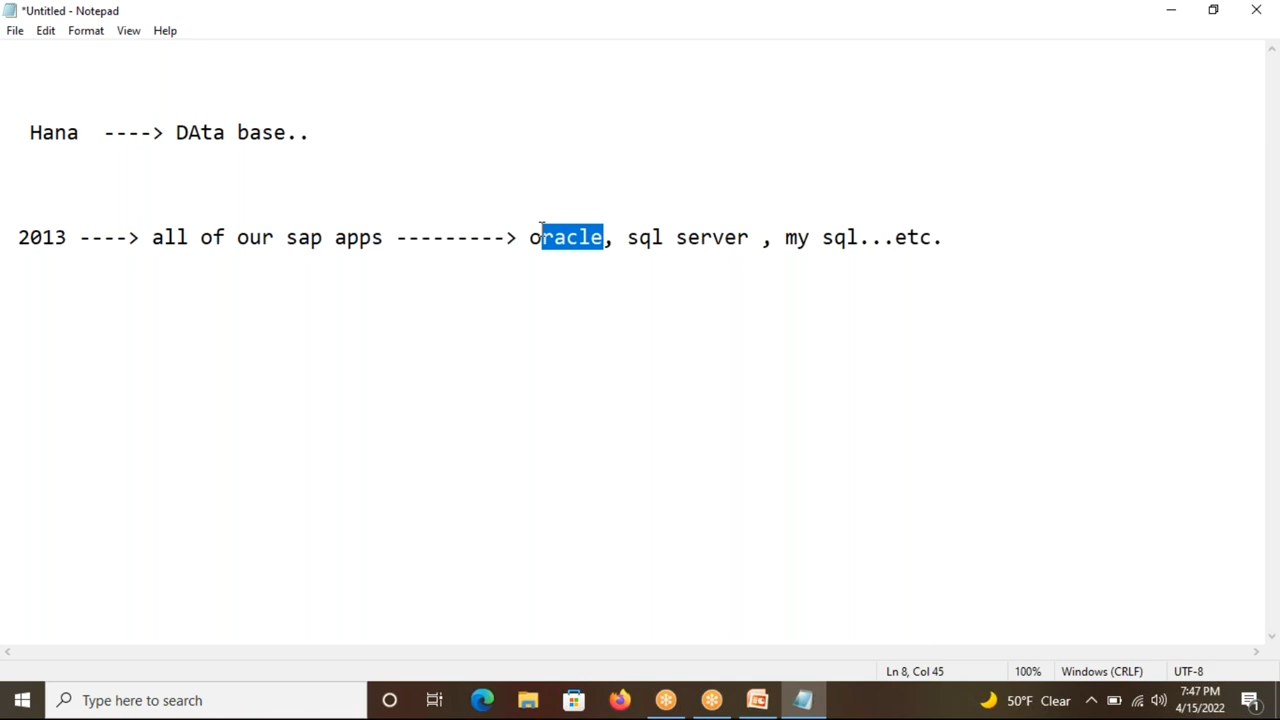 *Untitled - Notepad
File Edit Format View Help
Hana ----> DAta base..
2013 ----> all of our sap apps ---------> oracle, sql server , my sql...etc.
Ln 8, Col 45 100% Windows (CRLF) UTF-8
Type here to search 50°F Clear 7:47 PM
4/15/2022 1